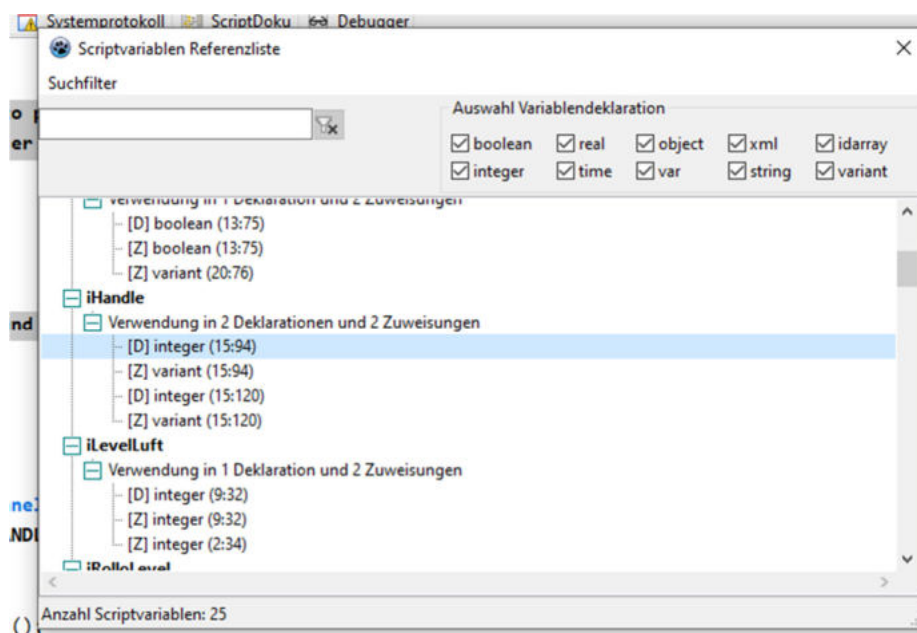 Systemprotokoll ScriptDoku Debugger
Scriptvariablen Referenzliste
Suchfilter
Auswahl Variablendeklaration
boolean real object xml idarray
integer time var string variant
Verwendung in 1 Deklaration und 2 Zuweisungen
[D] boolean (13:75)
[Z] boolean (13:75)
[Z] variant (20:76)
iHandle
Verwendung in 2 Deklarationen und 2 Zuweisungen
[D] integer (15:94)
[Z] variant (15:94)
[D] integer (15:120)
[Z] variant (15:120)
iLevelLuft
Verwendung in 1 Deklaration und 2 Zuweisungen
[D] integer (9:32)
[Z] integer (9:32)
[Z] integer (2:34)
iRolloLevel
Anzahl Scriptvariablen: 25